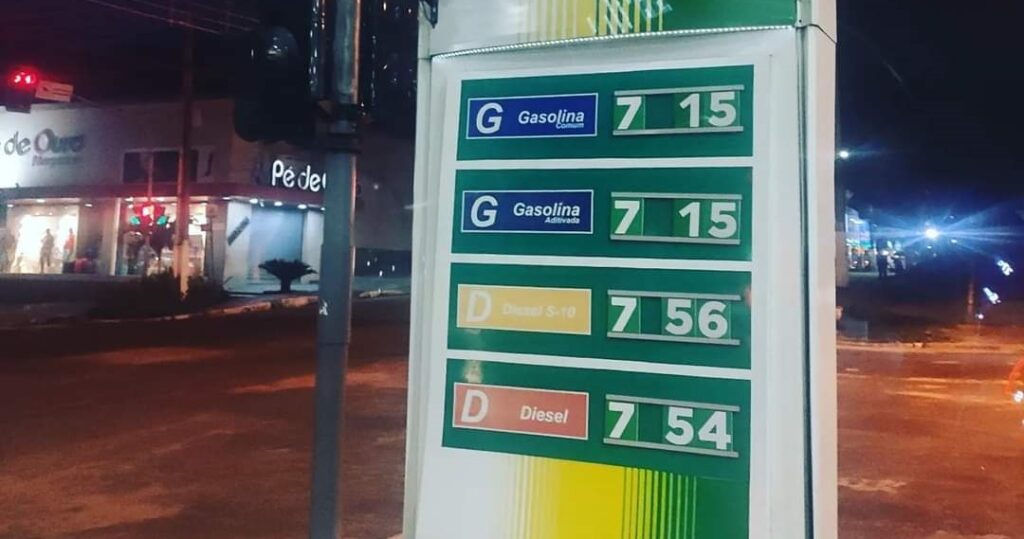 de Ouro
Pé de
G Gasolina Comum 7 15
G Gasolina Aditivada 7 15
D Diesel S-10 7 56
D Diesel 7 54